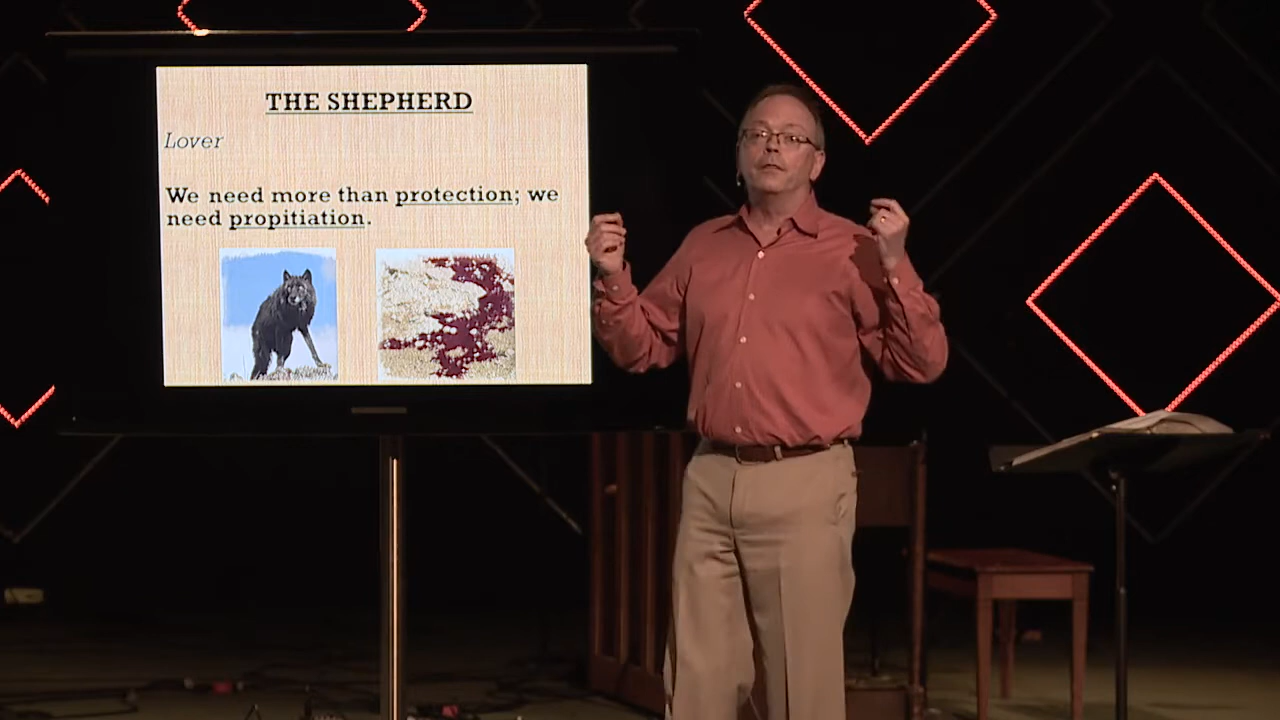 THE SHEPHERD
Lover
We need more than protection; we
need propitiation.